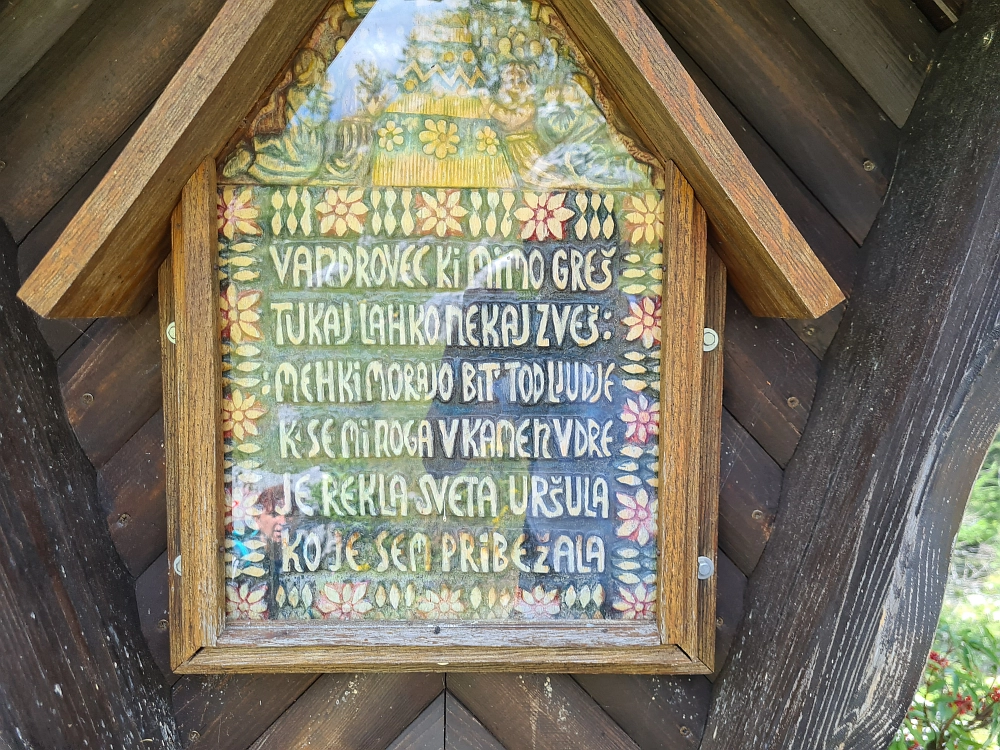 VANDROVEC KI MIMO GREŠ
TUKAJ LAHKO NEKAJ ZVEŠ:
:MEHKI MORAJO BIT TOD LJUDJE
K·SE MI NOGA V KAMEN VDRE
JE REKLA SVETA URŠULA
KO JE SEM PRIBEŽALA